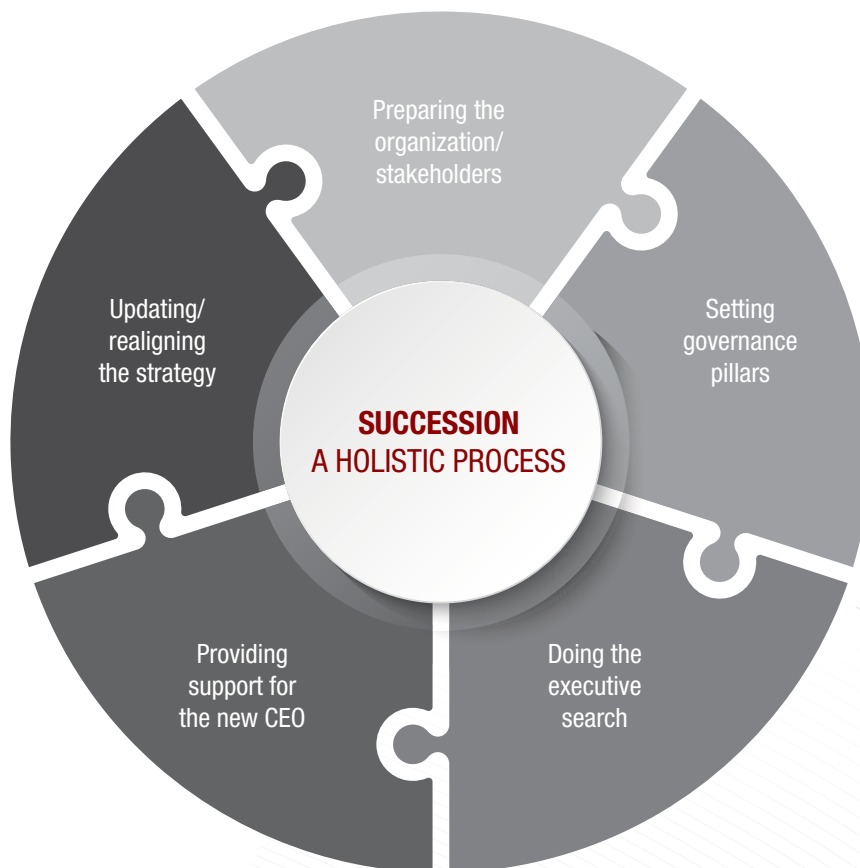 Preparing the
organization/
stakeholders
Setting
governance
pillars
Doing the
executive
search
Providing
support for
the new CEO
Updating/
realigning
the strategy
SUCCESSION
A HOLISTIC PROCESS